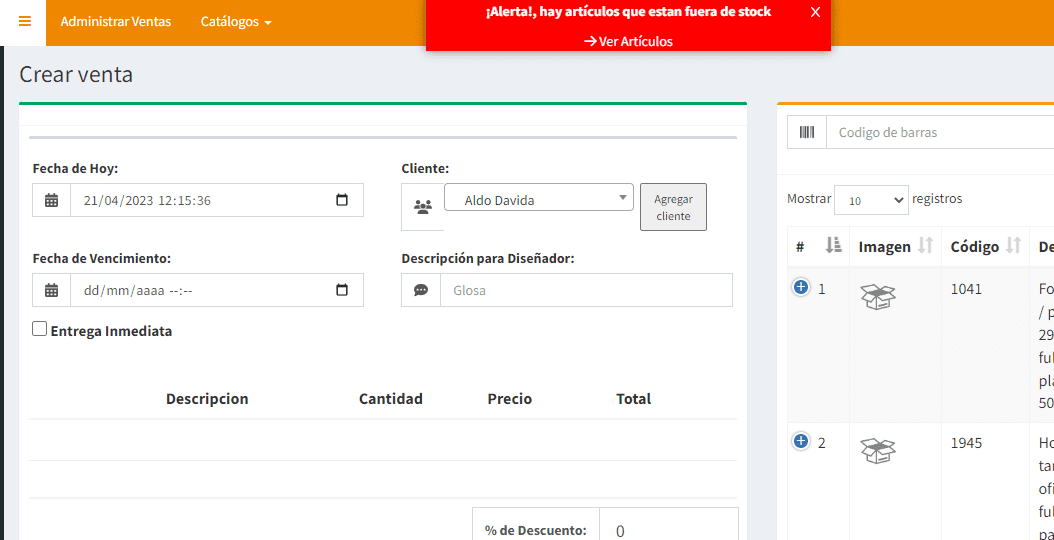 Administrar Ventas
Catálogos
¡Alerta!, hay artículos que estan fuera de stock
X
Ver Artículos
Crear venta
Fecha de Hoy:
21/04/2023 12:15:36
Cliente:
Aldo Davida
Agregar
cliente
Fecha de Vencimiento:
dd/mm/aaaa --:--
Descripción para Diseñador:
Glosa
Entrega Inmediata
Descripcion Cantidad Precio Total
% de Descuento: 0
Codigo de barras
Mostrar 10 registros
# Imagen Código De
1 1041 Fo
/ p
29
ful
pla
50
2 1945 Ho
tar
ofi
ful
pa